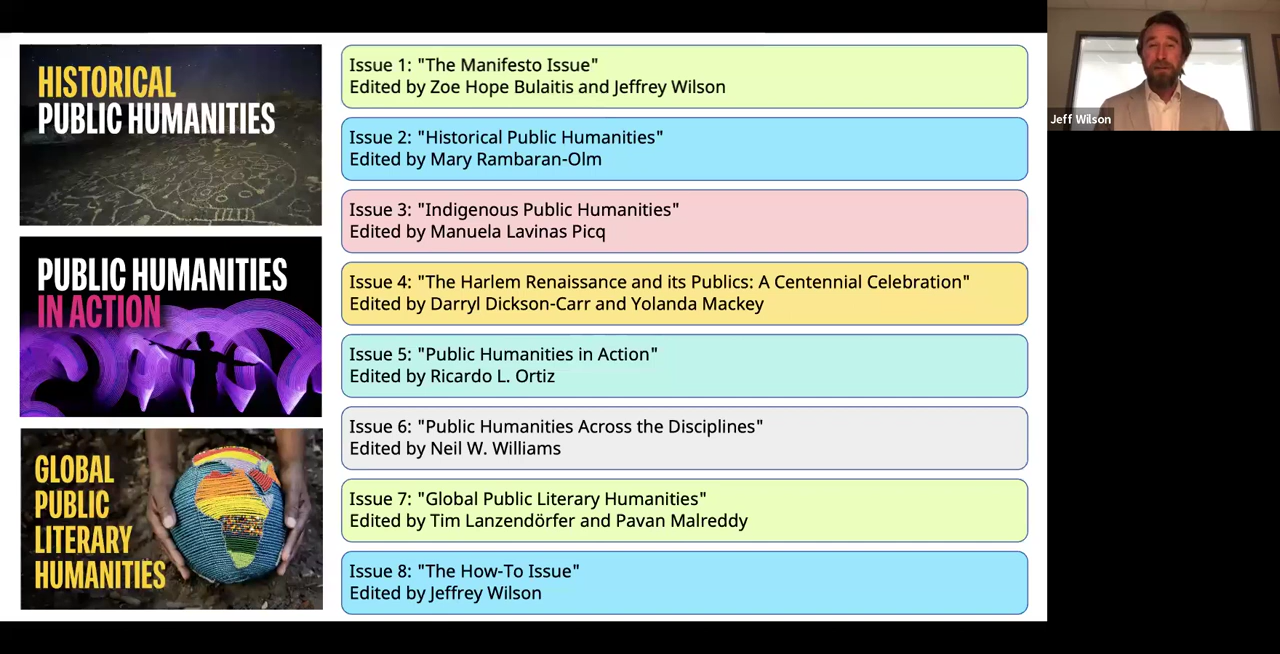 HISTORICAL
PUBLIC HUMANITIES
PUBLIC HUMANITIES
IN ACTION
GLOBAL
PUBLIC
LITERARY
HUMANITIES
Issue 1: "The Manifesto Issue"
Edited by Zoe Hope Bulaitis and Jeffrey Wilson
Issue 2: "Historical Public Humanities"
Edited by Mary Rambaran-Olm
Issue 3: "Indigenous Public Humanities"
Edited by Manuela Lavinas Picq
Issue 4: "The Harlem Renaissance and its Publics: A Centennial Celebration"
Edited by Darryl Dickson-Carr and Yolanda Mackey
Issue 5: "Public Humanities in Action"
Edited by Ricardo L. Ortiz
Issue 6: "Public Humanities Across the Disciplines"
Edited by Neil W. Williams
Issue 7: "Global Public Literary Humanities"
Edited by Tim Lanzendörfer and Pavan Malreddy
Issue 8: "The How-To Issue"
Edited by Jeffrey Wilson
Jeff Wilson